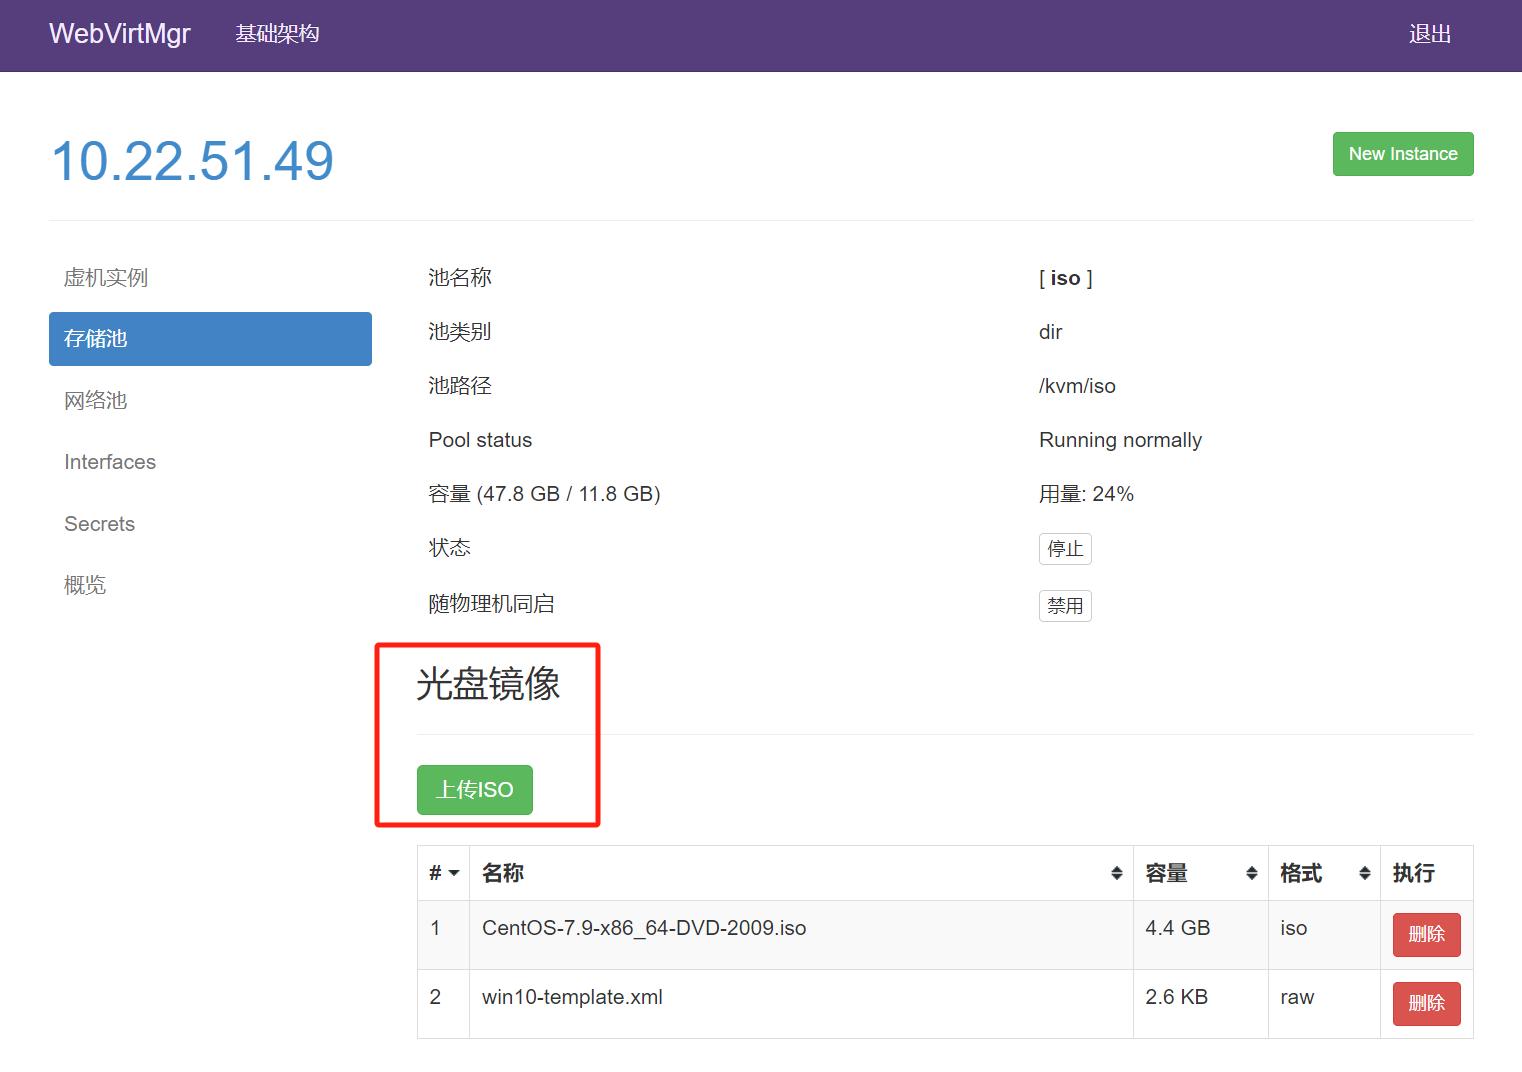 WebVirtMgr 基础架构 退出
10.22.51.49 New Instance
虚机实例
存储池
网络池
Interfaces
Secrets
概览
池名称 [ iso ]
池类别 dir
池路径 /kvm/iso
Pool status Running normally
容量 (47.8 GB / 11.8 GB) 用量: 24%
状态 停止
随物理机同启 禁用
光盘镜像
上传ISO
# 名称 容量 格式 执行
1 CentOS-7.9-x86_64-DVD-2009.iso 4.4 GB iso 删除
2 win10-template.xml 2.6 KB raw 删除